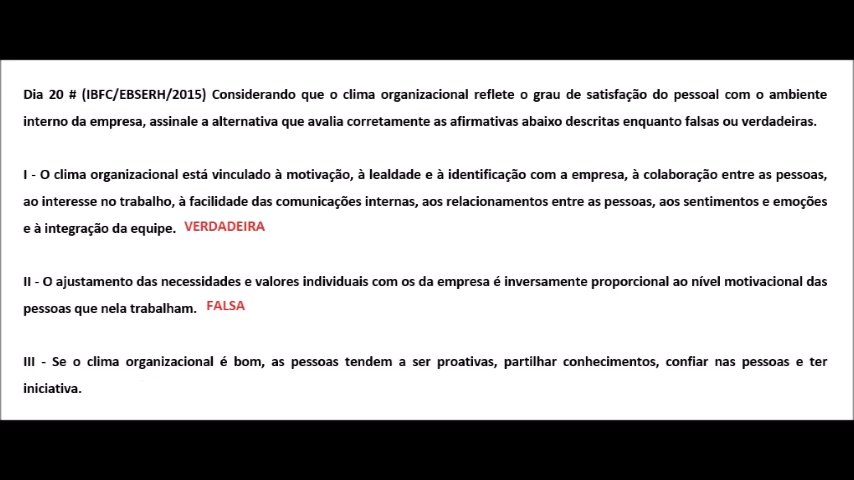 Dia 20 # (IBFC/EBSERH/2015) Considerando que o clima organizacional reflete o grau de satisfação do pessoal com o ambiente
interno da empresa, assinale a alternativa que avalia corretamente as afirmativas abaixo descritas enquanto falsas ou verdadeiras.
I - O clima organizacional está vinculado à motivação, à lealdade e à identificação com a empresa, à colaboração entre as pessoas,
ao interesse no trabalho, à facilidade das comunicações internas, aos relacionamentos entre as pessoas, aos sentimentos e emoções
e à integração da equipe. VERDADEIRA
II - O ajustamento das necessidades e valores individuais com os da empresa é inversamente proporcional ao nível motivacional das
pessoas que nela trabalham. FALSA
III - Se o clima organizacional é bom, as pessoas tendem a ser proativas, partilhar conhecimentos, confiar nas pessoas e ter
iniciativa.